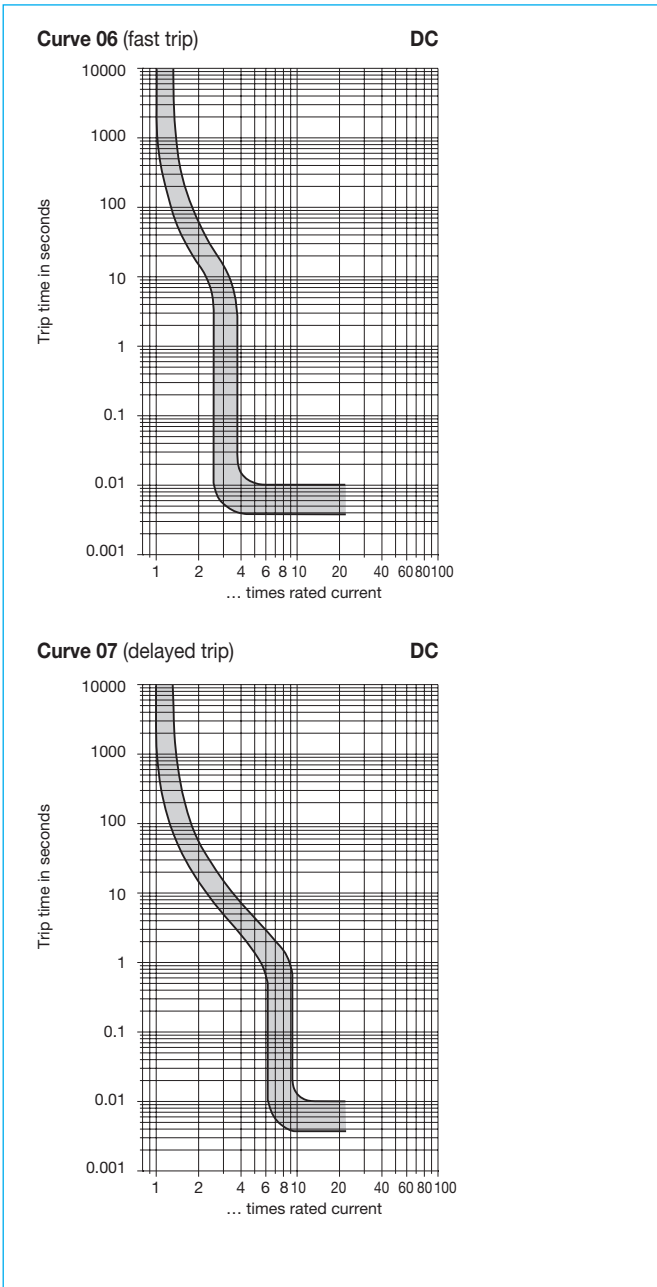 Curve 06 (fast trip) DC
10000
1000
100
10
1
0.1
0.01
0.001
Trip time in seconds
1 2 4 6 8 10 20 40 60 80 100
... times rated current
Curve 07 (delayed trip) DC
10000
1000
100
10
1
0.1
0.01
0.001
Trip time in seconds
1 2 4 6 8 10 20 40 60 80 100
... times rated current